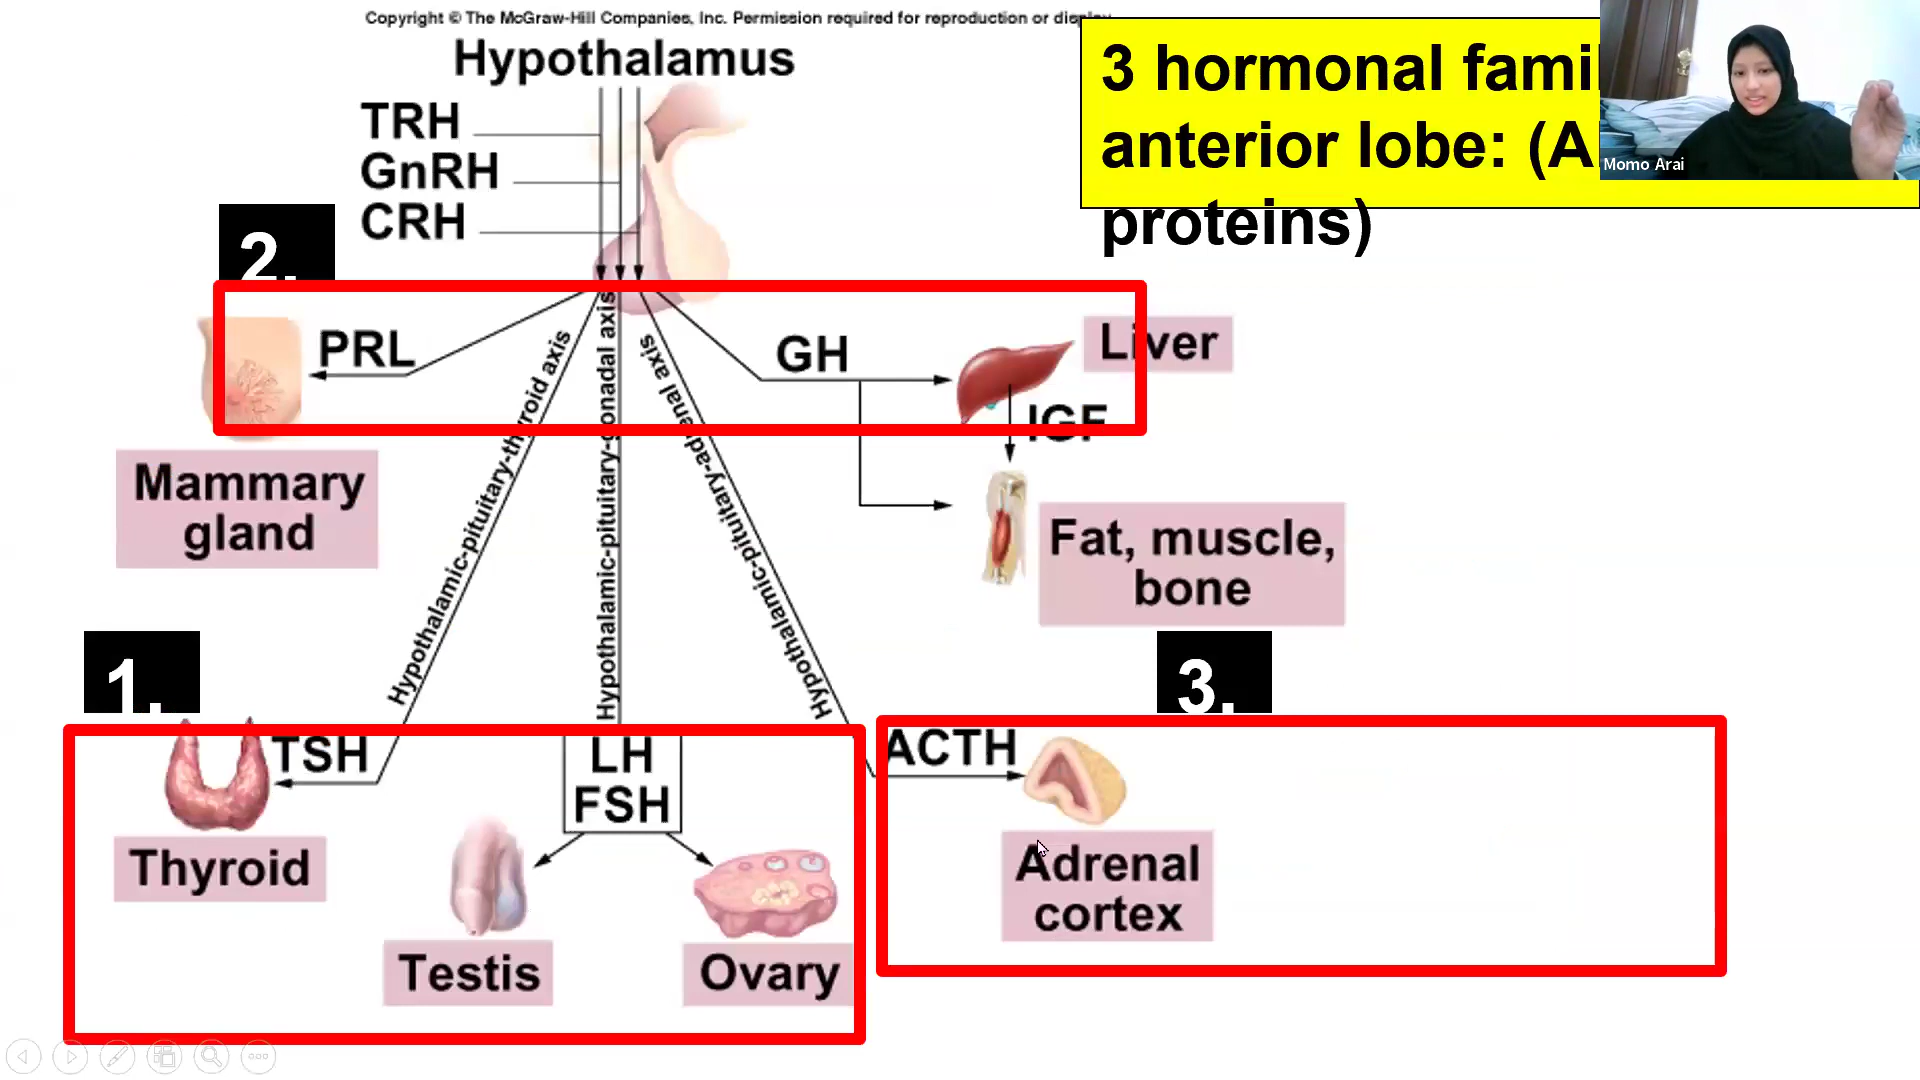 Copyright © The McGraw-Hill Companies, Inc. Permission required for reproduction or display
Hypothalamus
3 hormonal
anterior lobe: (A
proteins)
Momo Arai
TRH
GnRH
CRH
2.
PRL
GH
Liver
IGF
Mammary
gland
Hypothalamic-pituitary-thyroid axis
Hypothalamic-pituitary-gonadal axis
Hypothalamic-pituitary-adrenal axis
Fat, muscle,
bone
1.
3.
TSH
LH
FSH
ACTH
Thyroid
Adrenal
cortex
Testis
Ovary